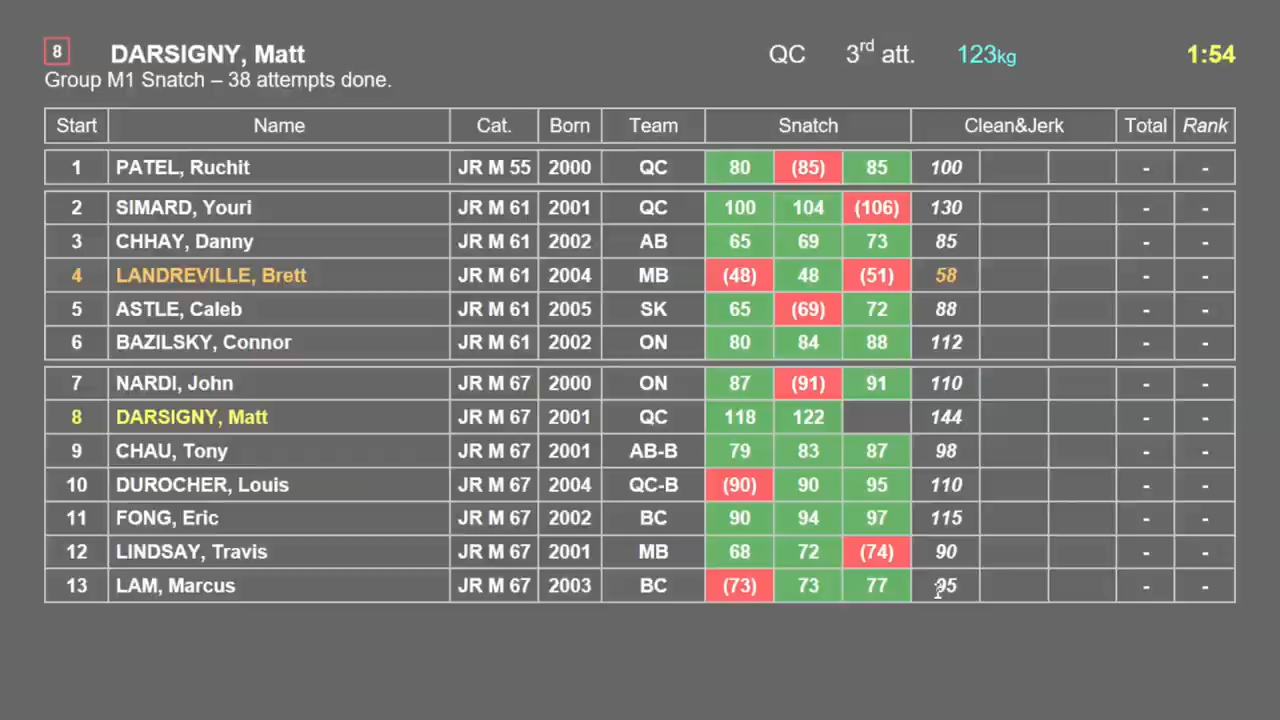 8 DARSIGNY, Matt QC 3rd att. 123kg 1:54
Group M1 Snatch – 38 attempts done.
Start Name Cat. Born Team Snatch Clean&Jerk Total Rank
1 PATEL, Ruchit JR M 55 2000 QC 80 (85) 85 100 - -
2 SIMARD, Youri JR M 61 2001 QC 100 104 (106) 130 - -
3 CHHAY, Danny JR M 61 2002 AB 65 69 73 85 - -
4 LANDREVILLE, Brett JR M 61 2004 MB (48) 48 (51) 58 - -
5 ASTLE, Caleb JR M 61 2005 SK 65 (69) 72 88 - -
6 BAZILSKY, Connor JR M 61 2002 ON 80 84 88 112 - -
7 NARDI, John JR M 67 2000 ON 87 (91) 91 110 - -
8 DARSIGNY, Matt JR M 67 2001 QC 118 122 144 - -
9 CHAU, Tony JR M 67 2001 AB-B 79 83 87 98 - -
10 DUROCHER, Louis JR M 67 2004 QC-B (90) 90 95 110 - -
11 FONG, Eric JR M 67 2002 BC 90 94 97 115 - -
12 LINDSAY, Travis JR M 67 2001 MB 68 72 (74) 90 - -
13 LAM, Marcus JR M 67 2003 BC (73) 73 77 95 - -